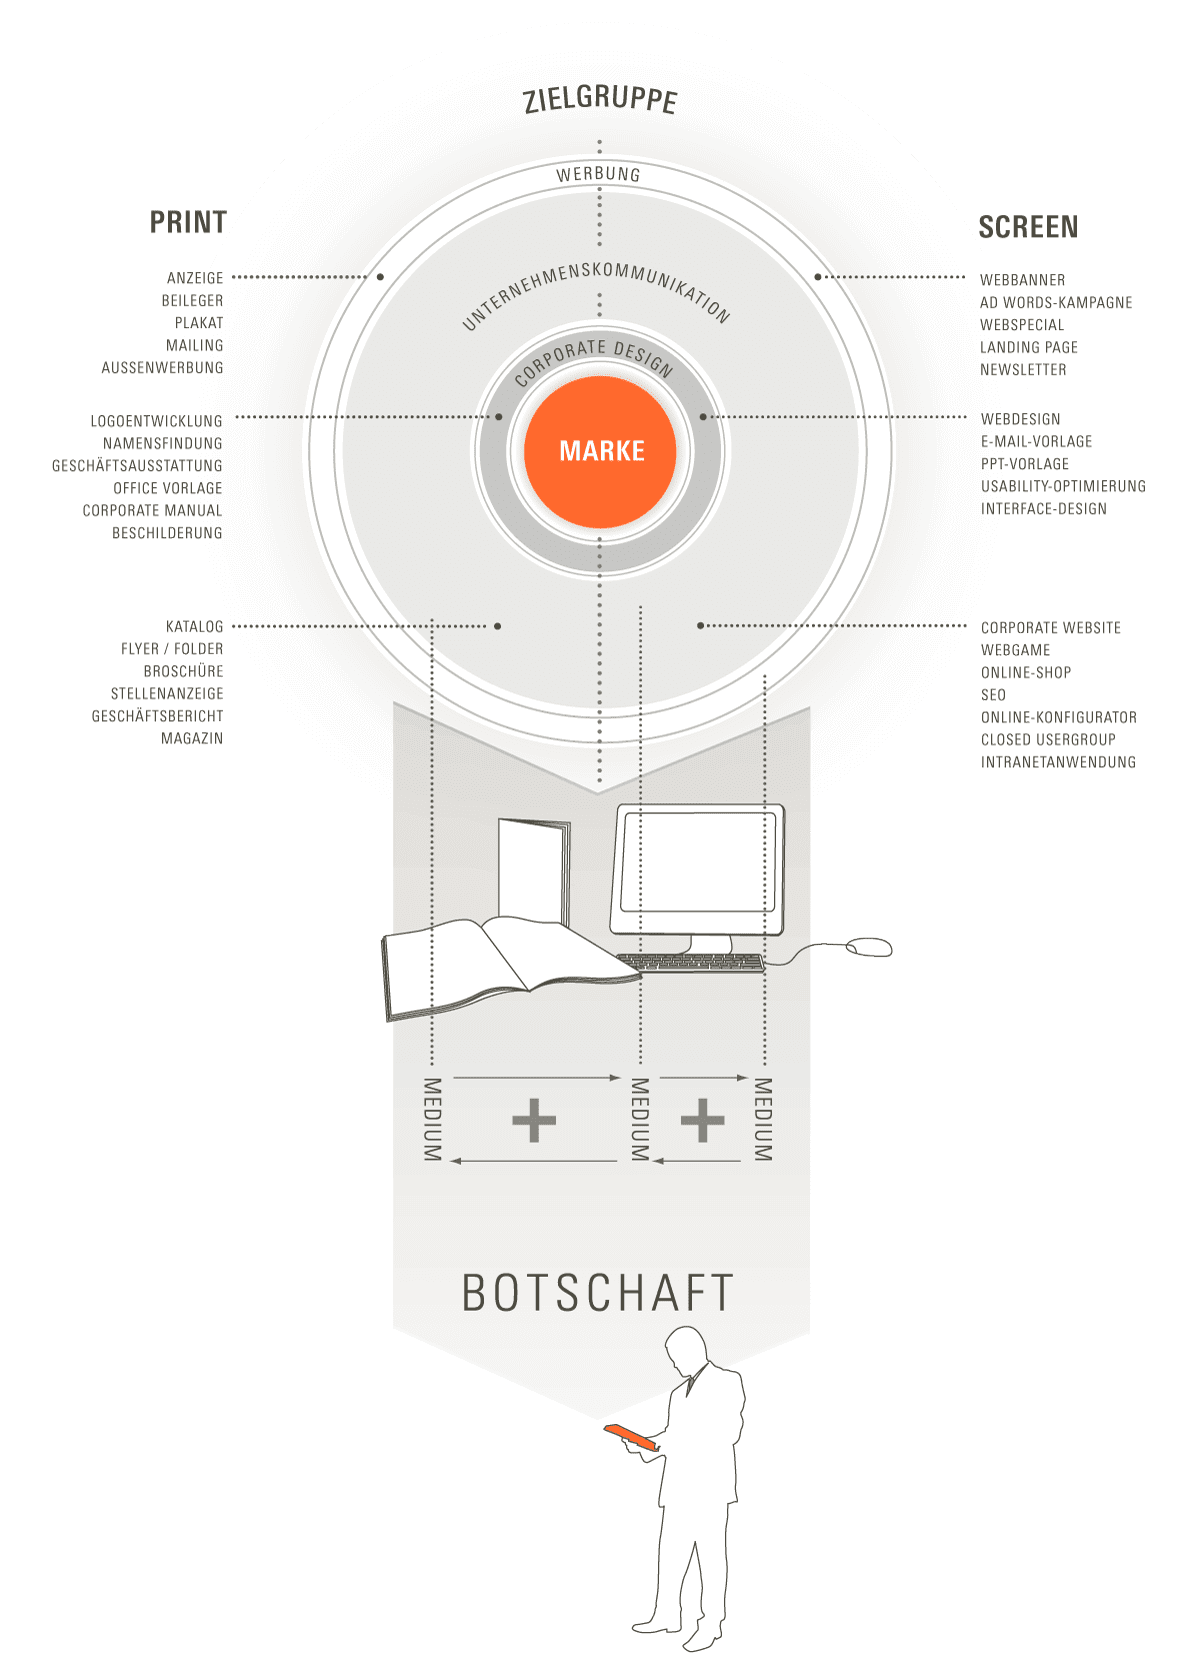 ZIELGRUPPE
WERBUNG
UNTERNEHMENSKOMMUNIKATION
CORPORATE DESIGN
MARKE
PRINT
ANZEIGE
BEILEGER
PLAKAT
MAILING
AUSSENWERBUNG
LOGOENTWICKLUNG
NAMENSFINDUNG
GESCHÄFTSAUSSTATTUNG
OFFICE VORLAGE
CORPORATE MANUAL
BESCHILDERUNG
KATALOG
FLYER / FOLDER
BROSCHÜRE
STELLENANZEIGE
GESCHÄFTSBERICHT
MAGAZIN
SCREEN
WEBBANNER
AD WORDS-KAMPAGNE
WEBSPECIAL
LANDING PAGE
NEWSLETTER
WEBDESIGN
E-MAIL-VORLAGE
PPT-VORLAGE
USABILITY-OPTIMIERUNG
INTERFACE-DESIGN
CORPORATE WEBSITE
WEBGAME
ONLINE-SHOP
SEO
ONLINE-KONFIGURATOR
CLOSED USERGROUP
INTRANETANWENDUNG
MEDIUM
+
MEDIUM
+
MEDIUM
BOTSCHAFT